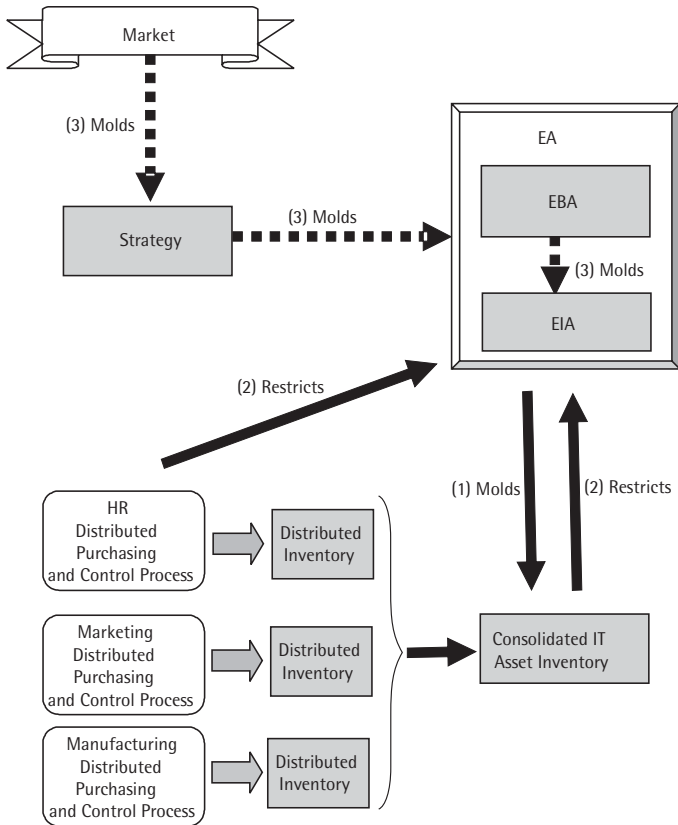 Market
(3) Molds
Strategy
(3) Molds
EA
EBA
(3) Molds
EIA
(2) Restricts
(1) Molds
(2) Restricts
HR
Distributed
Purchasing
and Control Process
Distributed
Inventory
Marketing
Distributed
Purchasing
and Control Process
Distributed
Inventory
Consolidated IT
Asset Inventory
Manufacturing
Distributed
Purchasing
and Control Process
Distributed
Inventory